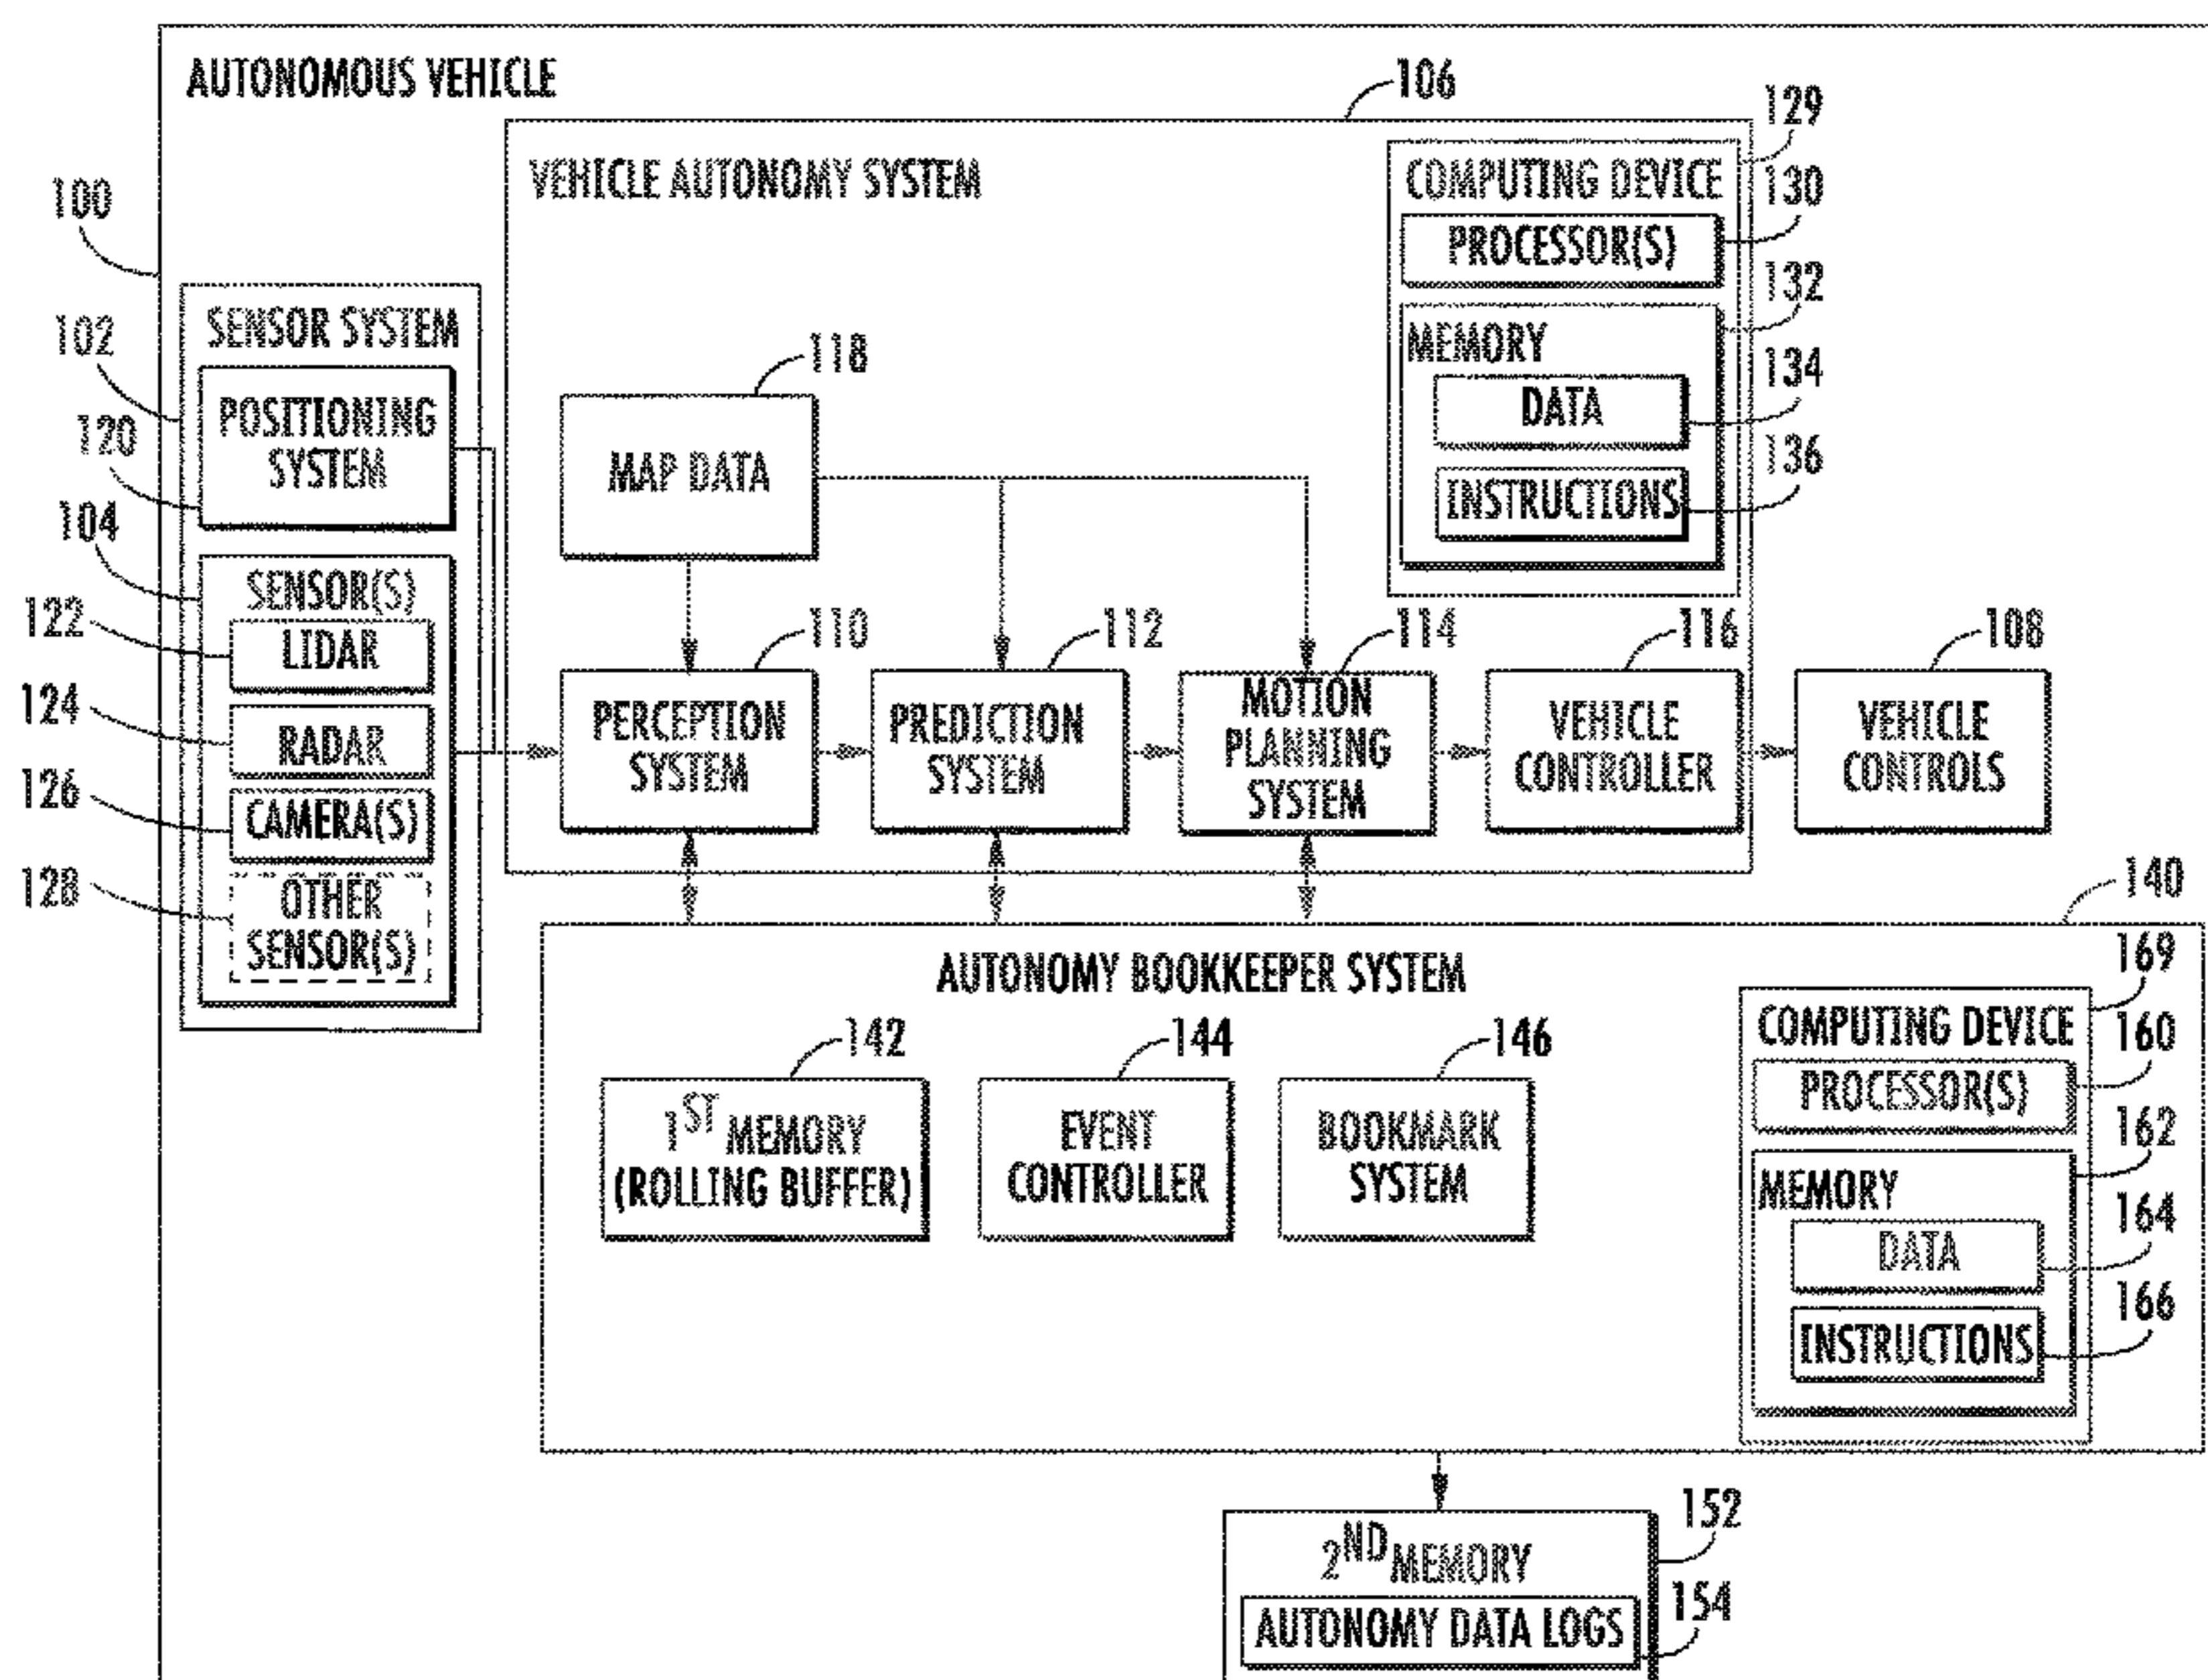 AUTONOMOUS VEHICLE
106
129
VEHICLE AUTONOMY SYSTEM
COMPUTING DEVICE
130
PROCESSOR(S)
132
MEMORY
134
DATA
136
INSTRUCTIONS
100
102
SENSOR SYSTEM
POSITIONING
SYSTEM
120
104
SENSOR(S)
122
LIDAR
124
RADAR
126
CAMERA(S)
128
OTHER
SENSOR(S)
118
MAP DATA
110
PERCEPTION
SYSTEM
112
PREDICTION
SYSTEM
114
MOTION
PLANNING
SYSTEM
116
VEHICLE
CONTROLLER
108
VEHICLE
CONTROLS
140
AUTONOMY BOOKKEEPER SYSTEM
142
1ST MEMORY
(ROLLING BUFFER)
144
EVENT
CONTROLLER
146
BOOKMARK
SYSTEM
169
COMPUTING DEVICE
160
PROCESSOR(S)
162
MEMORY
164
DATA
166
INSTRUCTIONS
152
2ND MEMORY
154
AUTONOMY DATA LOGS